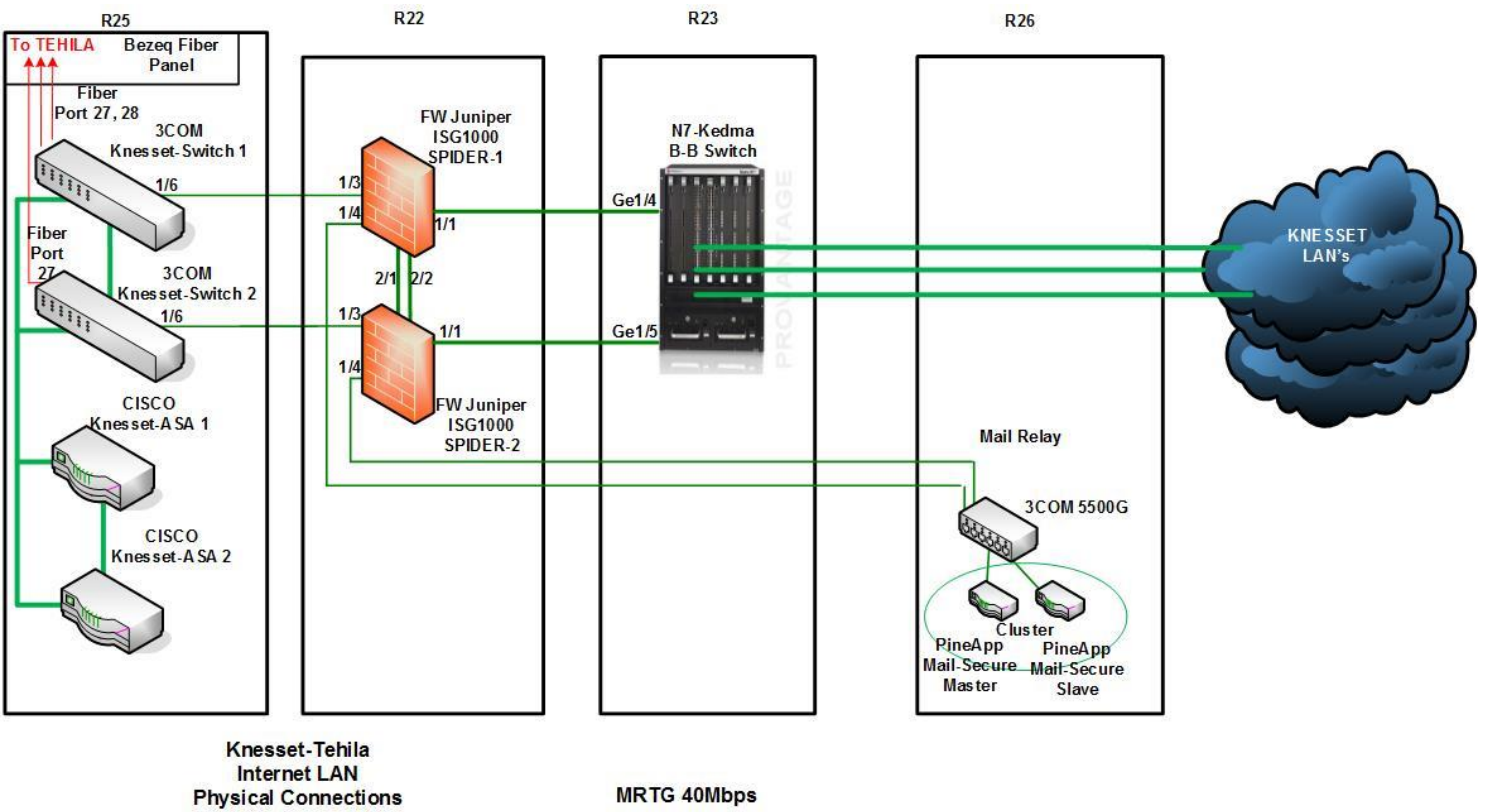 R25
R22
R23
R26
To TEHILA
Bezeq Fiber
Panel
Fiber
Port 27, 28
3COM
Knesset-Switch 1
1/6
Fiber
Port
27
3COM
Knesset-Switch 2
1/6
CISCO
Knesset-ASA 1
CISCO
Knesset-ASA 2
FW Juniper
ISG1000
SPIDER-1
1/3
1/4
1/1
2/1
2/2
1/3
1/1
1/4
FW Juniper
ISG1000
SPIDER-2
N7-Kedma
B-B Switch
Ge1/4
Ge1/5
PROVANTAGE
KNESSET
LAN's
Mail Relay
3COM 5500G
Cluster
PineApp
Mail-Secure
Master
PineApp
Mail-Secure
Slave
Knesset-Tehila
Internet LAN
Physical Connections
MRTG 40Mbps